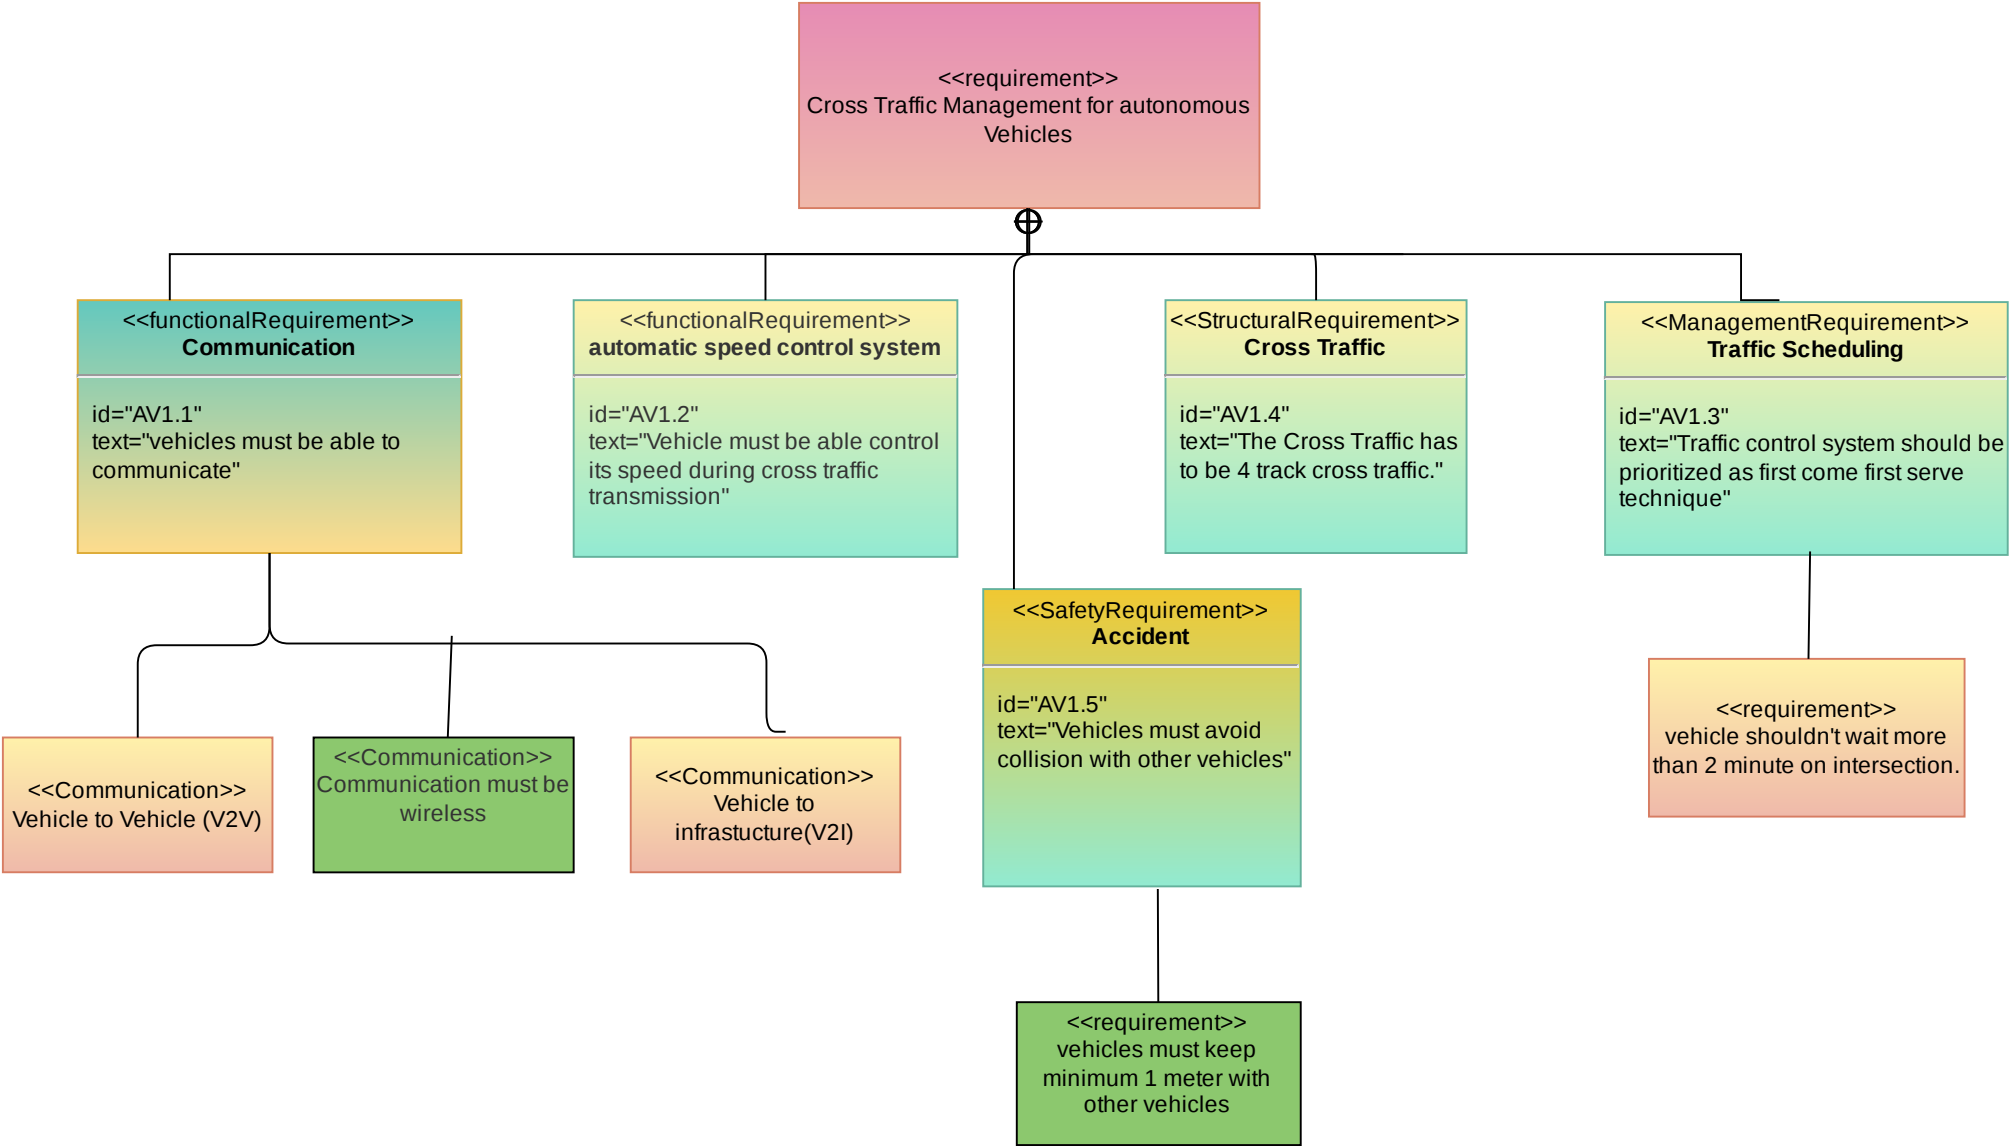 <<requirement>>
Cross Traffic Management for autonomous
Vehicles
<<functionalRequirement>>
Communication
id="AV1.1"
text="vehicles must be able to
communicate"
<<functionalRequirement>>
automatic speed control system
id="AV1.2"
text="Vehicle must be able control
its speed during cross traffic
transmission"
<<StructuralRequirement>>
Cross Traffic
id="AV1.4"
text="The Cross Traffic has
to be 4 track cross traffic."
<<ManagementRequirement>>
Traffic Scheduling
id="AV1.3"
text="Traffic control system should be
prioritized as first come first serve
technique"
<<SafetyRequirement>>
Accident
id="AV1.5"
text="Vehicles must avoid
collision with other vehicles"
<<Communication>>
Vehicle to Vehicle (V2V)
<<Communication>>
Communication must be
wireless
<<Communication>>
Vehicle to
infrastucture(V2I)
<<requirement>>
vehicle shouldn't wait more
than 2 minute on intersection.
<<requirement>>
vehicles must keep
minimum 1 meter with
other vehicles